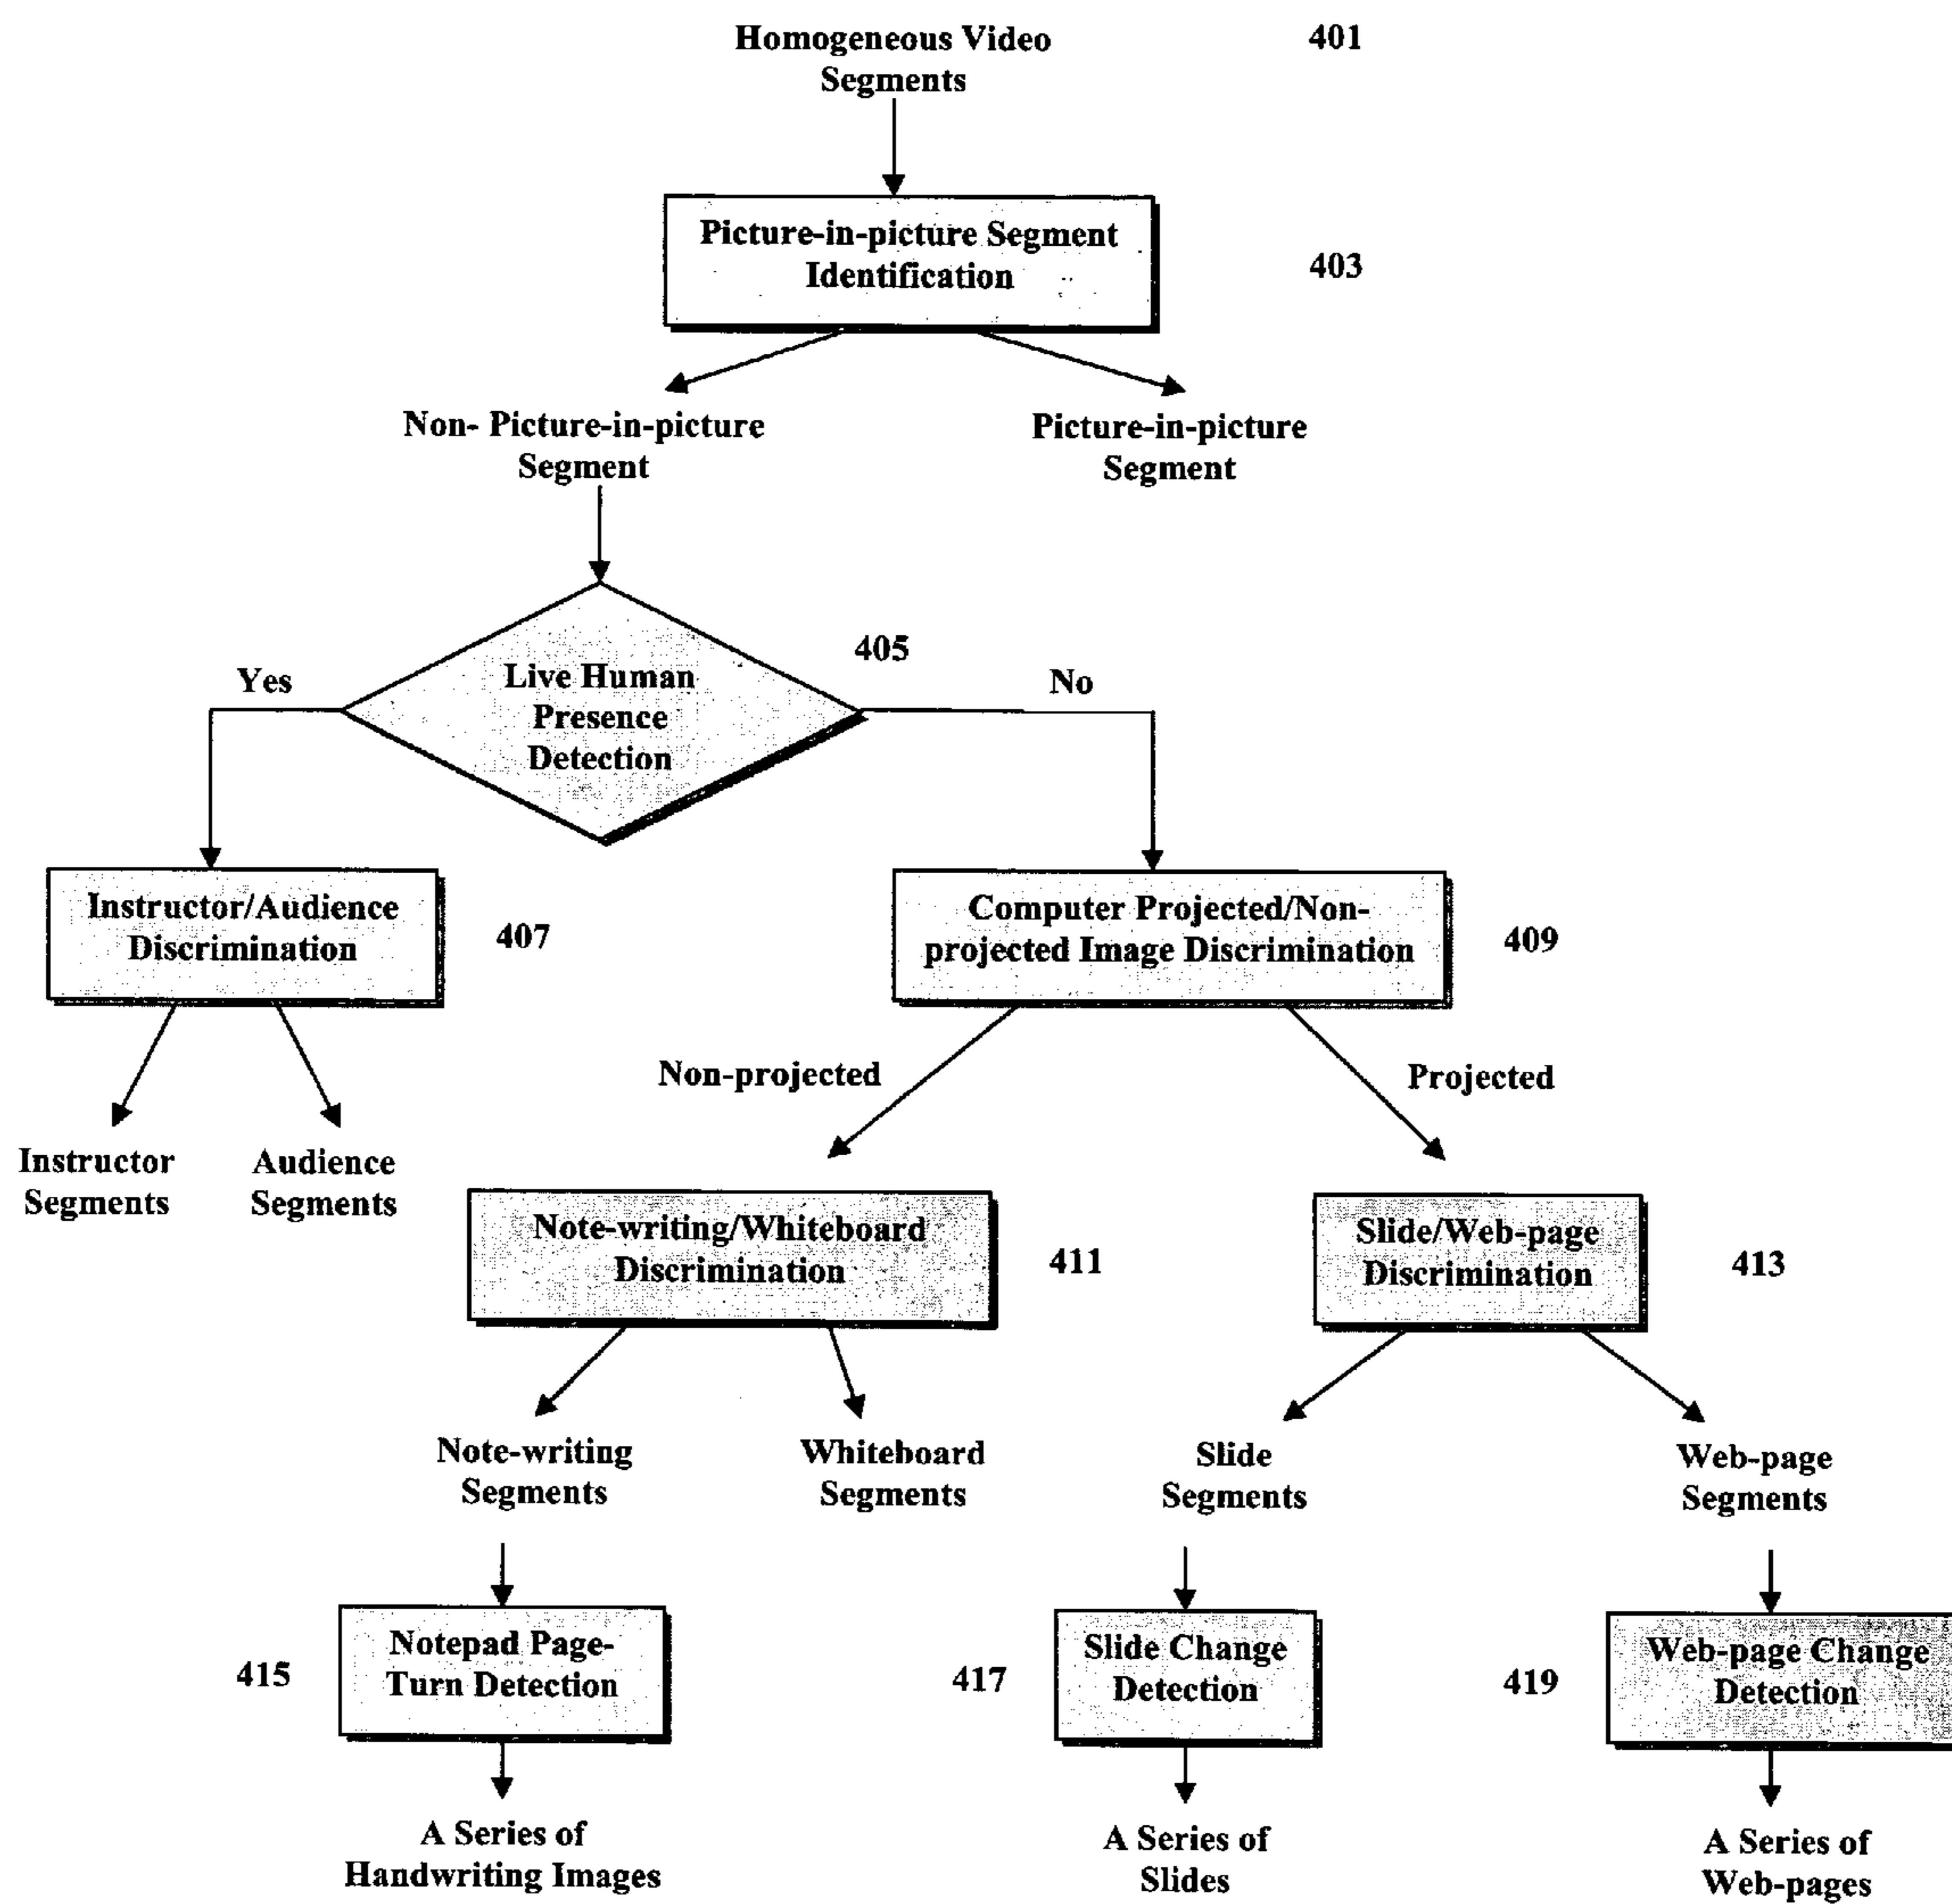 Homogeneous Video
Segments
401
Picture-in-picture Segment
Identification
403
Non- Picture-in-picture
Segment
Picture-in-picture
Segment
405
Yes
Live Human
Presence
Detection
No
Instructor/Audience
Discrimination
407
Computer Projected/Non-
projected Image Discrimination
409
Non-projected
Projected
Instructor
Segments
Audience
Segments
Note-writing/Whiteboard
Discrimination
411
Slide/Web-page
Discrimination
413
Note-writing
Segments
Whiteboard
Segments
Slide
Segments
Web-page
Segments
415
Notepad Page-
Turn Detection
417
Slide Change
Detection
419
Web-page Change
Detection
A Series of
Handwriting Images
A Series of
Slides
A Series of
Web-pages